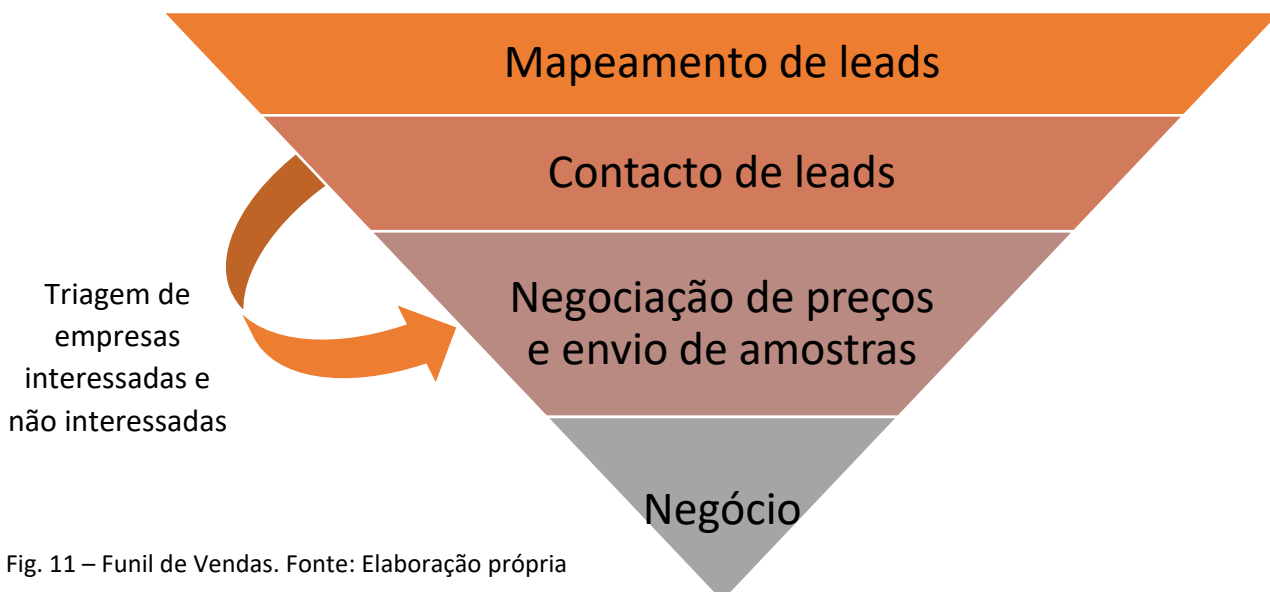 Mapeamento de leads
Contacto de leads
Triagem de
empresas
interessadas e
não interessadas
Negociação de preços
e envio de amostras
Negócio
Fig. 11 – Funil de Vendas. Fonte: Elaboração própria